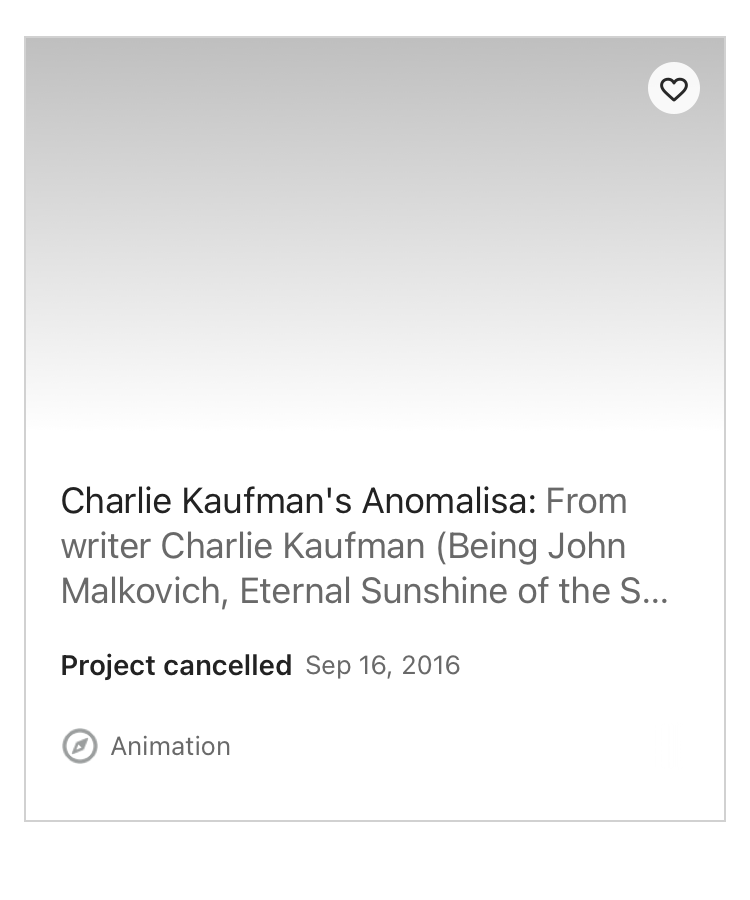 Charlie Kaufman's Anomalisa: From
writer Charlie Kaufman (Being John
Malkovich, Eternal Sunshine of the S...
Project cancelled Sep 16, 2016
Animation